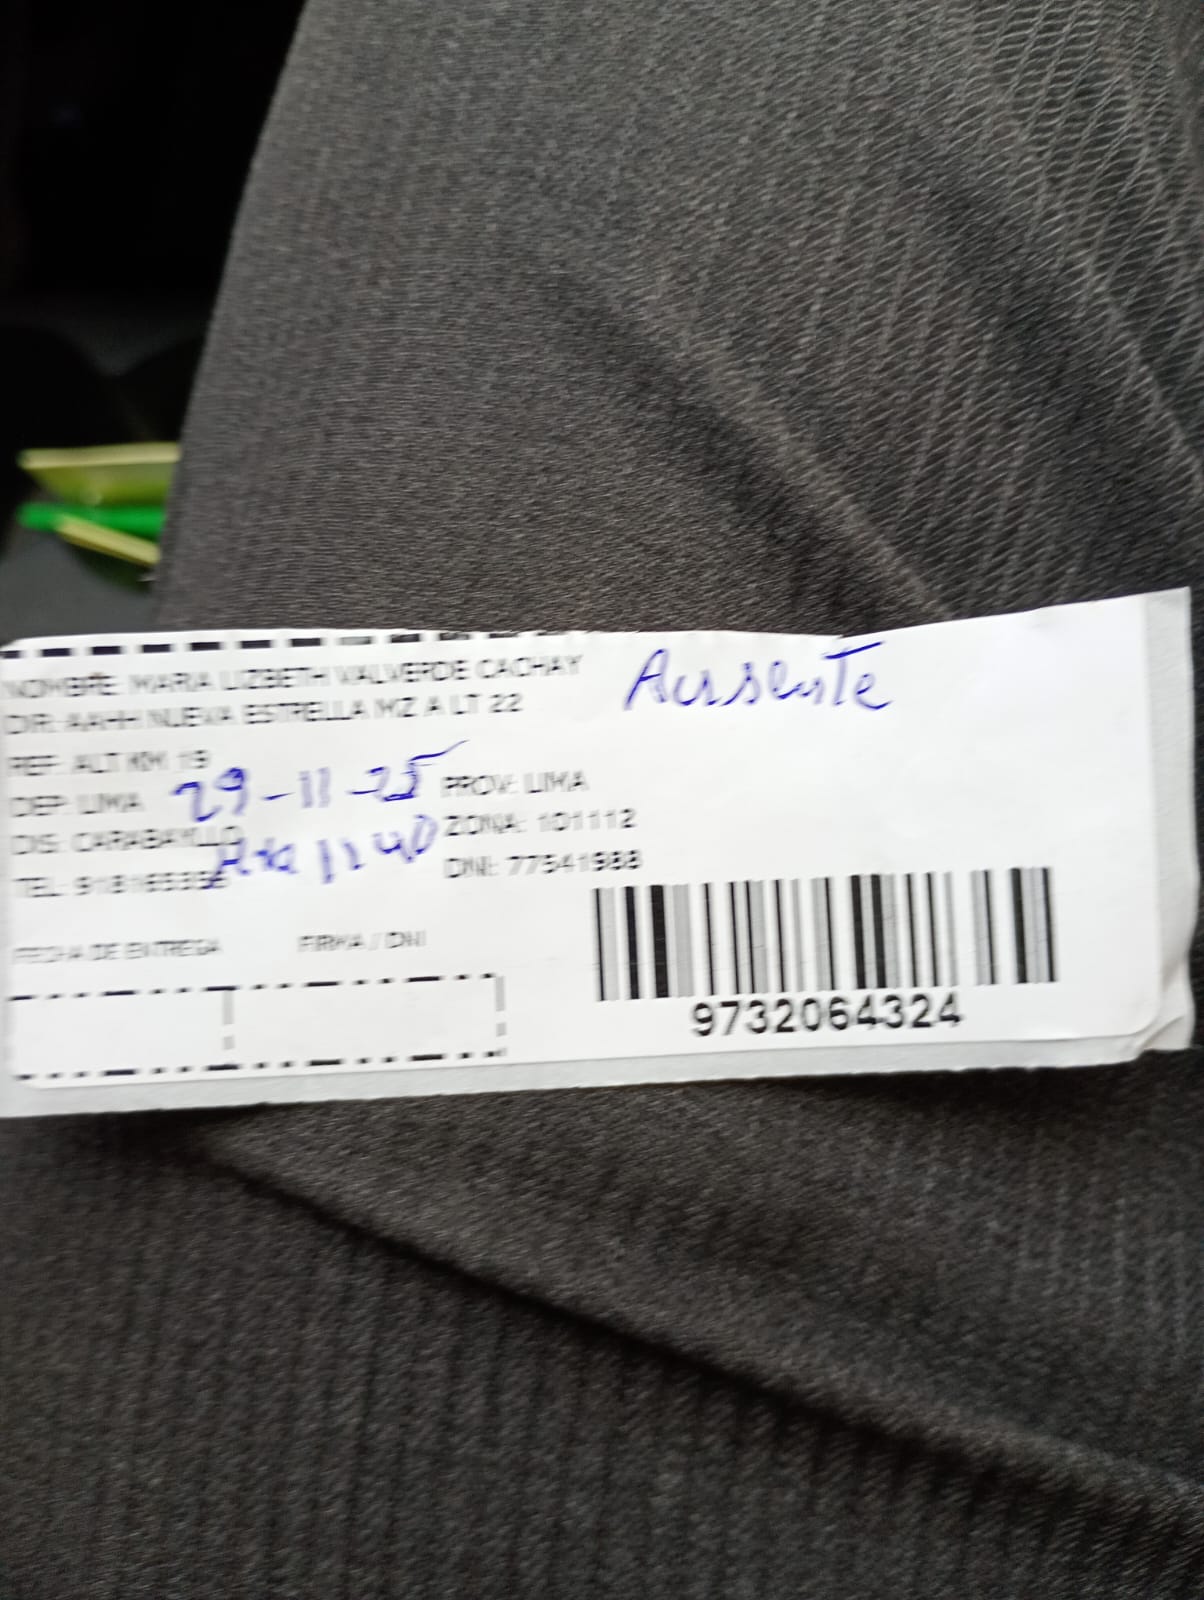 NOMBRE: MARIA LIZBETH VALVERDE CACHAY
Ausente
DIR: AAHH NUEVA ESTRELLA MZ A LT 22
REF: ALT KM 19
29-11-25
DEP: LIMA PROV: LIMA
DIS: CARABAYLLO ZONA: 101112
TEL: DNI: 77541988
FECHA DE ENTREGA FIRMA / DNI
9732064324